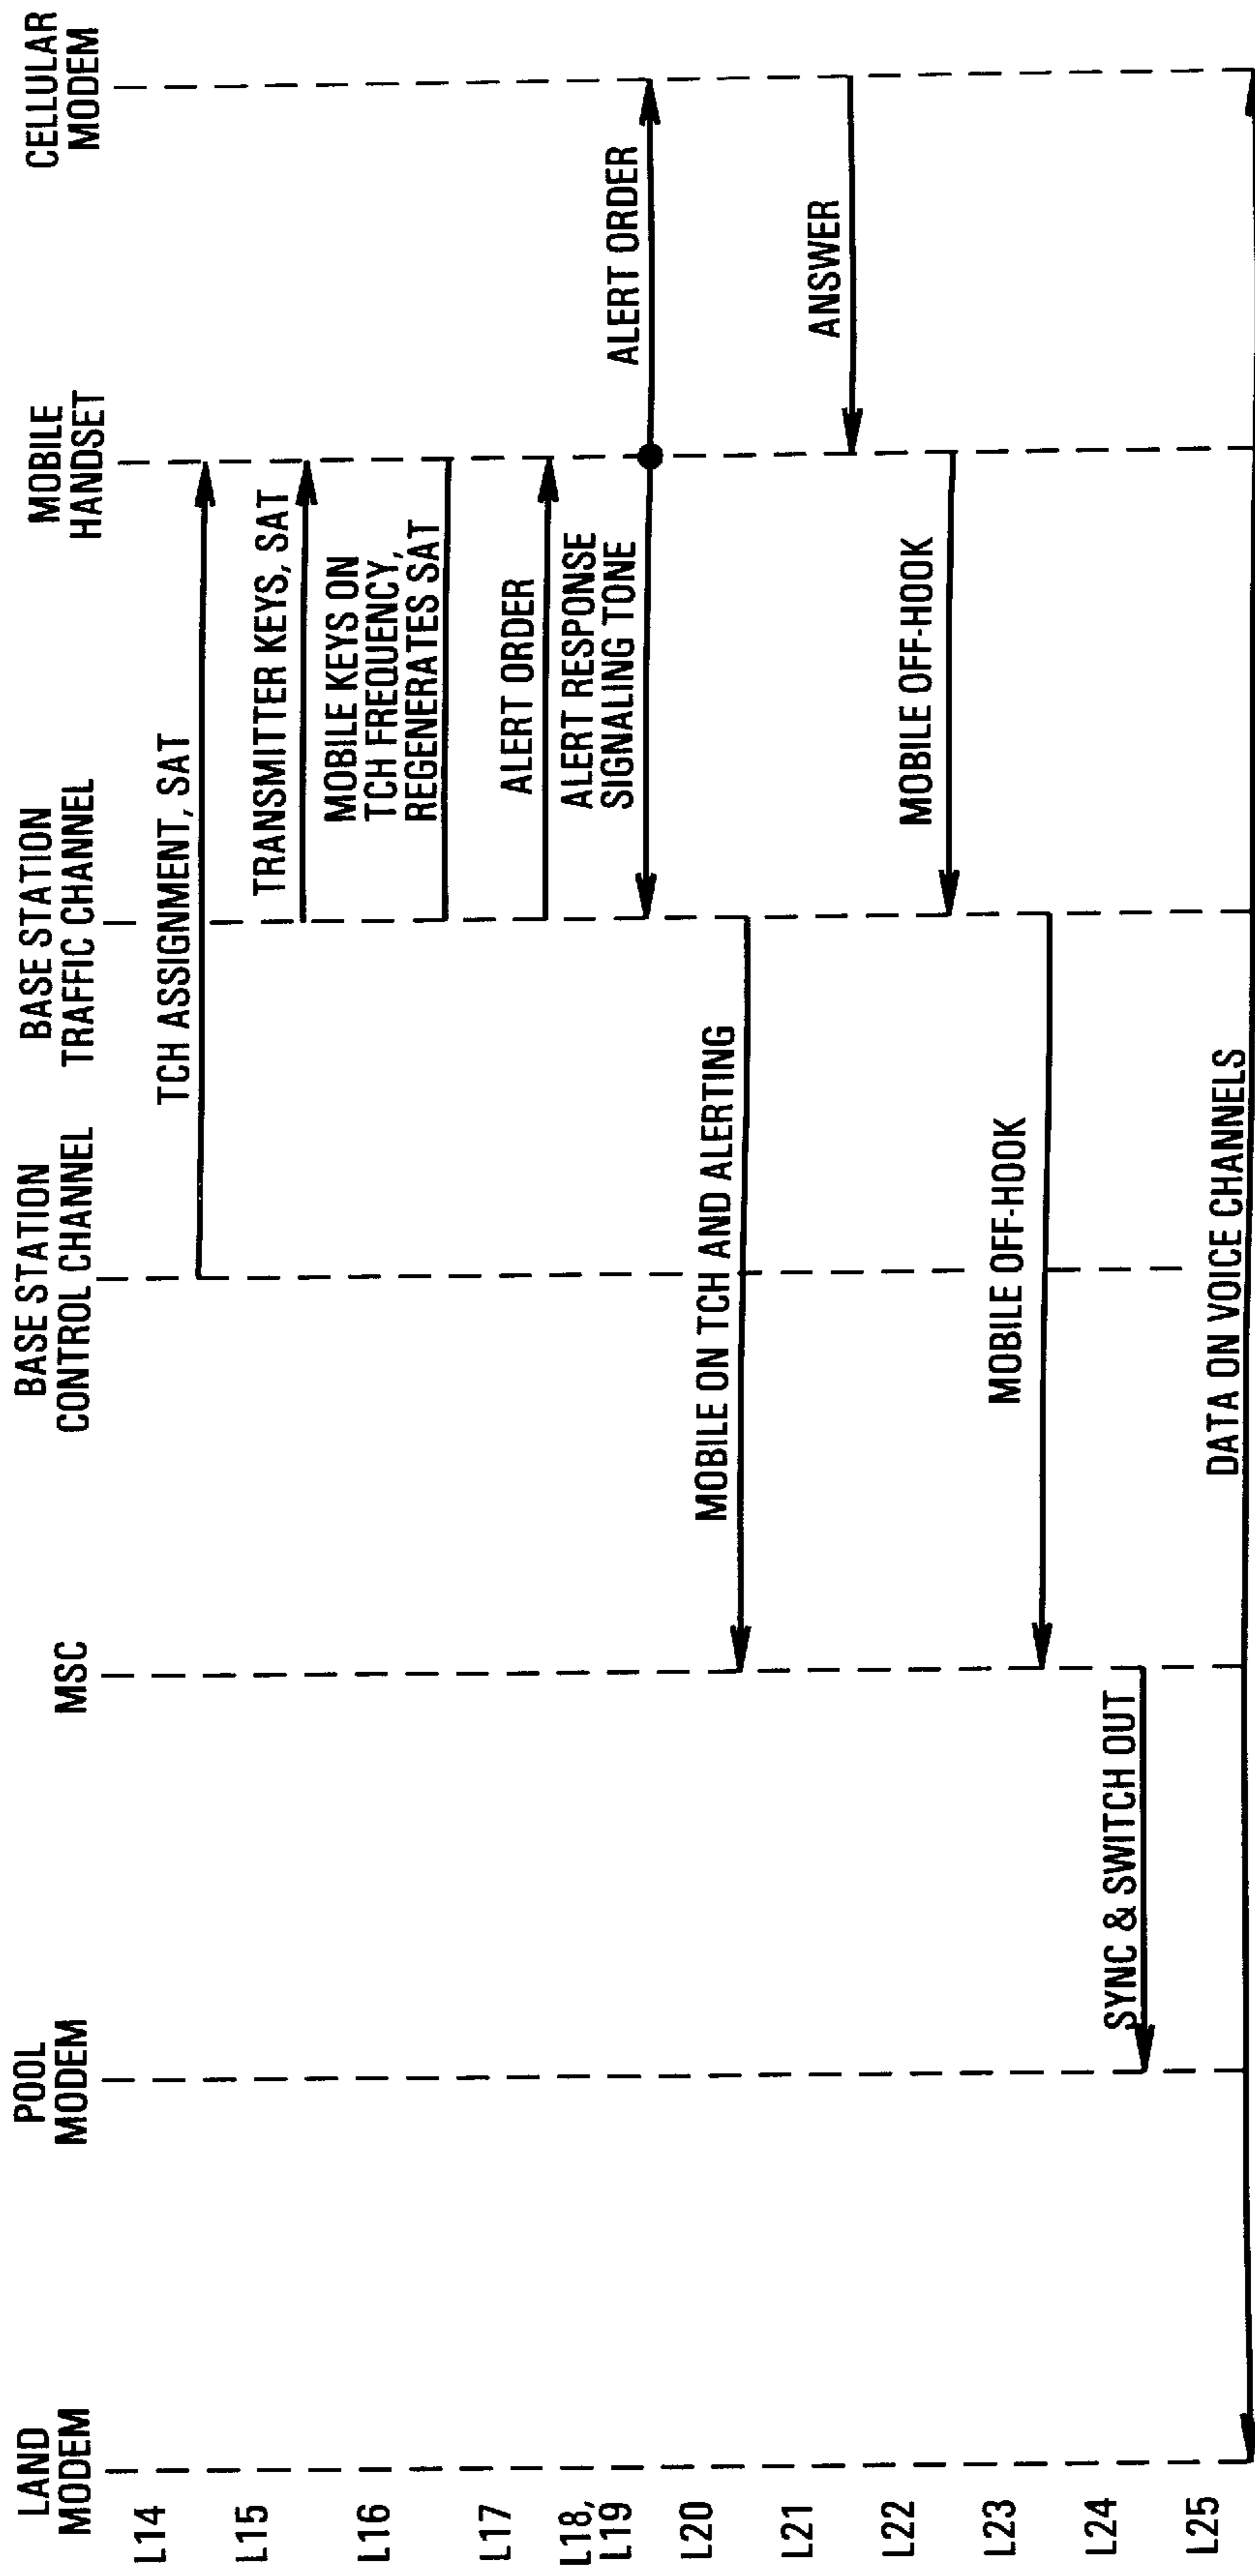 LAND
MODEM
POOL
MODEM
MSC
BASE STATION
CONTROL CHANNEL
BASE STATION
TRAFFIC CHANNEL
MOBILE
HANDSET
CELLULAR
MODEM
L14
TCH ASSIGNMENT, SAT
L15
TRANSMITTER KEYS, SAT
L16
MOBILE KEYS ON
TCH FREQUENCY,
REGENERATES SAT
L17
ALERT ORDER
L18,
L19
ALERT RESPONSE
SIGNALING TONE
ALERT ORDER
L20
MOBILE ON TCH AND ALERTING
L21
ANSWER
L22
MOBILE OFF-HOOK
L23
MOBILE OFF-HOOK
L24
SYNC & SWITCH OUT
L25
DATA ON VOICE CHANNELS